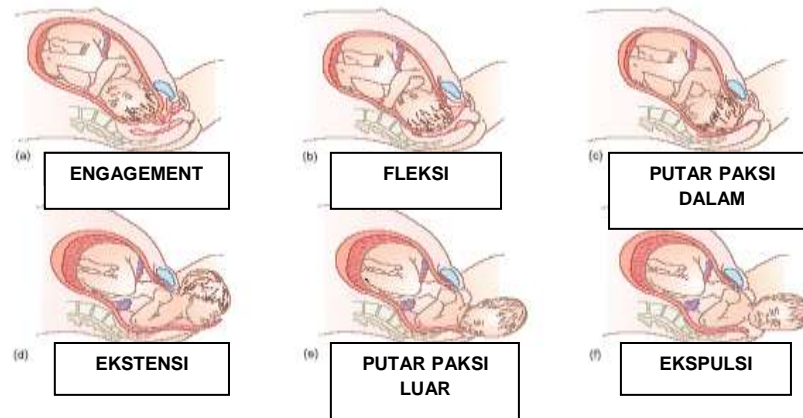 (a)
ENGAGEMENT
(b)
FLEKSI
(c)
PUTAR PAKSI
DALAM
(d)
EKSTENSI
(e)
PUTAR PAKSI
LUAR
(f)
EKSPULSI